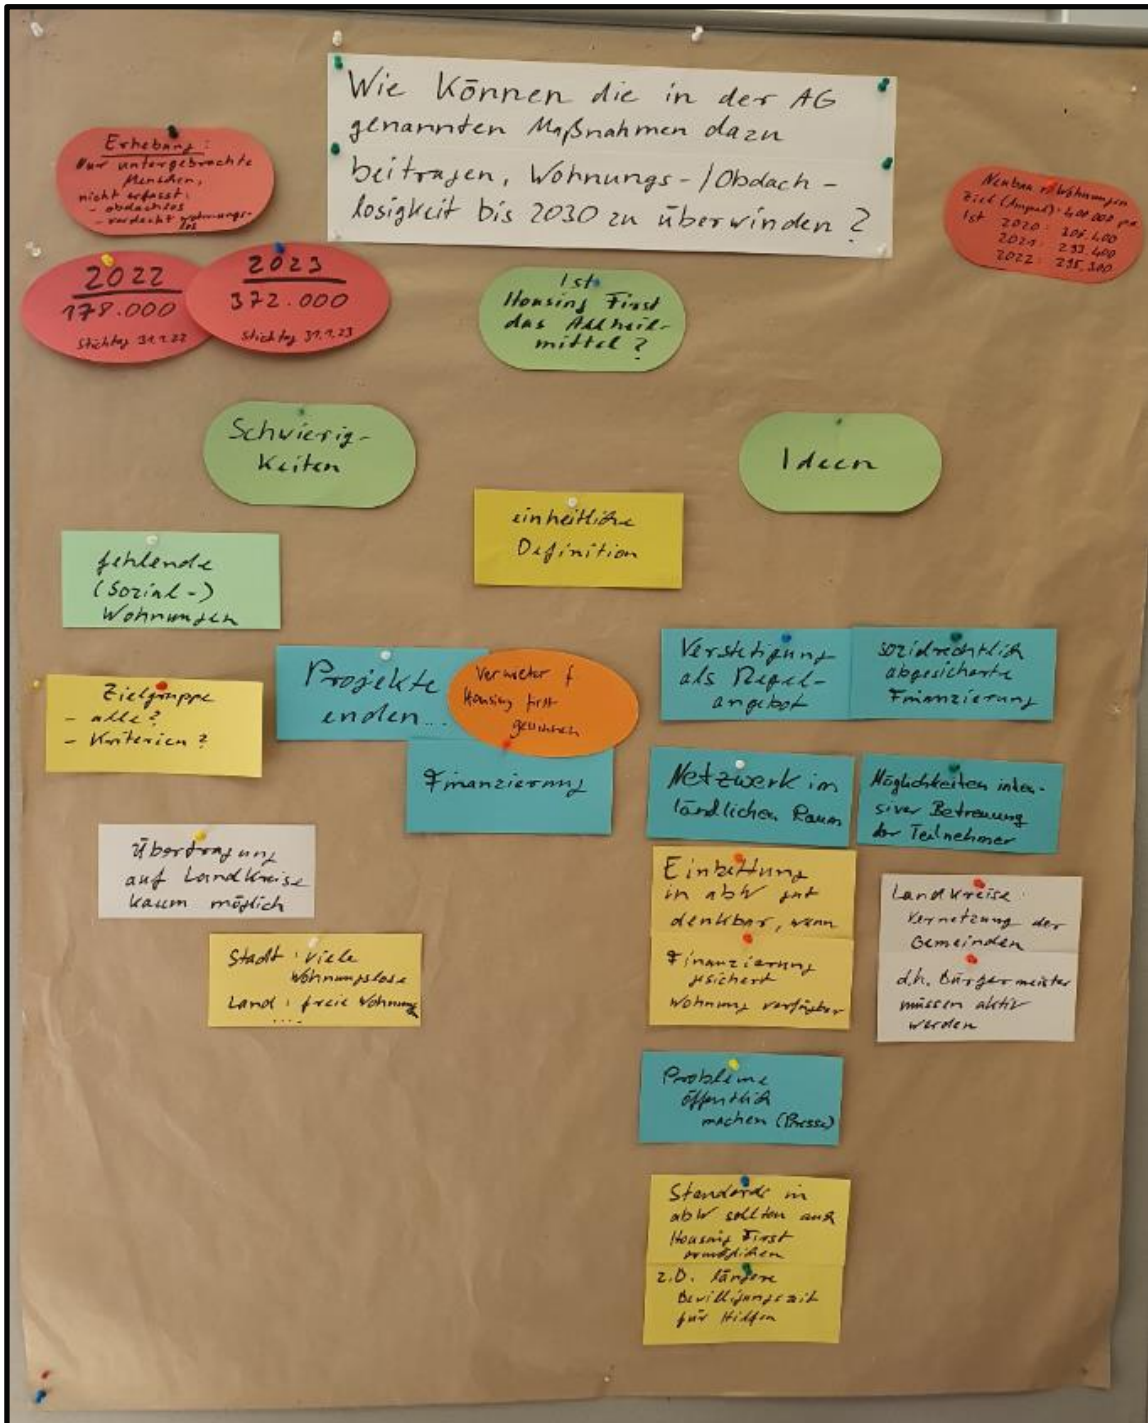 Wie können die in der AG
genannten Maßnahmen dazu
beitragen, Wohnungs-/Obdach-
losigkeit bis 2030 zu überwinden?
Erhebung:
Nur untergebrachte
Menschen,
nicht erfasst:
- obdachlos
- verdeckt wohnungs-
los
2022
178.000
Stichtag 31.1.22
2023
372.000
Stichtag 31.1.23
Neubau Wohnungen
Ziel (Ampel): 400.000
Ist 2020: 306.400
2021: 293.400
2022: 295.300
Ist
Housing First
das Allheil-
mittel?
Schwierig-
keiten
Ideen
einheitliche
Definition
fehlende
(Sozial-)
Wohnungen
Zielgruppe
- alle?
- Kriterien?
Projekte
enden...
Vermieter f
Housing first
gewinnen
Finanzierung
Übertragung
auf Landkreise
kaum möglich
Stadt: viele
Wohnungslose
Land: freie Wohnung
....
Verstetigung
als Regel-
angebot
sozialrechtlich
abgesicherte
Finanzierung
Netzwerk im
ländlichen Raum
Möglichkeiten inten-
siver Betreuung
der Teilnehmer
Einbettung
in abW gut
denkbar, wenn
Finanzierung
gesichert
Wohnung verfügbar
Landkreise:
Vernetzung der
Gemeinden
d.h. Bürgermeister
müssen aktiv
werden
Probleme
öffentlich
machen (Presse)
Standards in
abW sollten auch
Housing First
ermöglichen
z.B. längere
Bewilligungszeit
für Hilfen